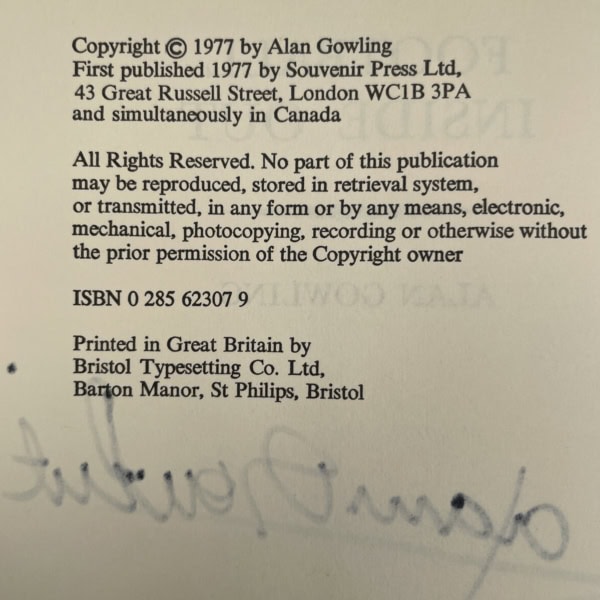 Copyright © 1977 by Alan Gowling
First published 1977 by Souvenir Press Ltd,
43 Great Russell Street, London WC1B 3PA
and simultaneously in Canada
All Rights Reserved. No part of this publication
may be reproduced, stored in retrieval system,
or transmitted, in any form or by any means, electronic,
mechanical, photocopying, recording or otherwise without
the prior permission of the Copyright owner
ISBN 0 285 62307 9
Printed in Great Britain by
Bristol Typesetting Co. Ltd,
Barton Manor, St Philips, Bristol